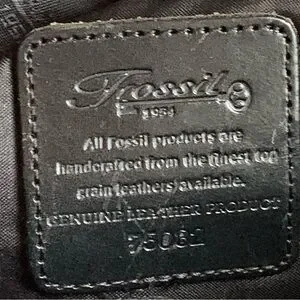 Fossil
1954
All Fossil products are
handcrafted from the finest top
grain leathers available.
GENUINE LEATHER PRODUCT
75082